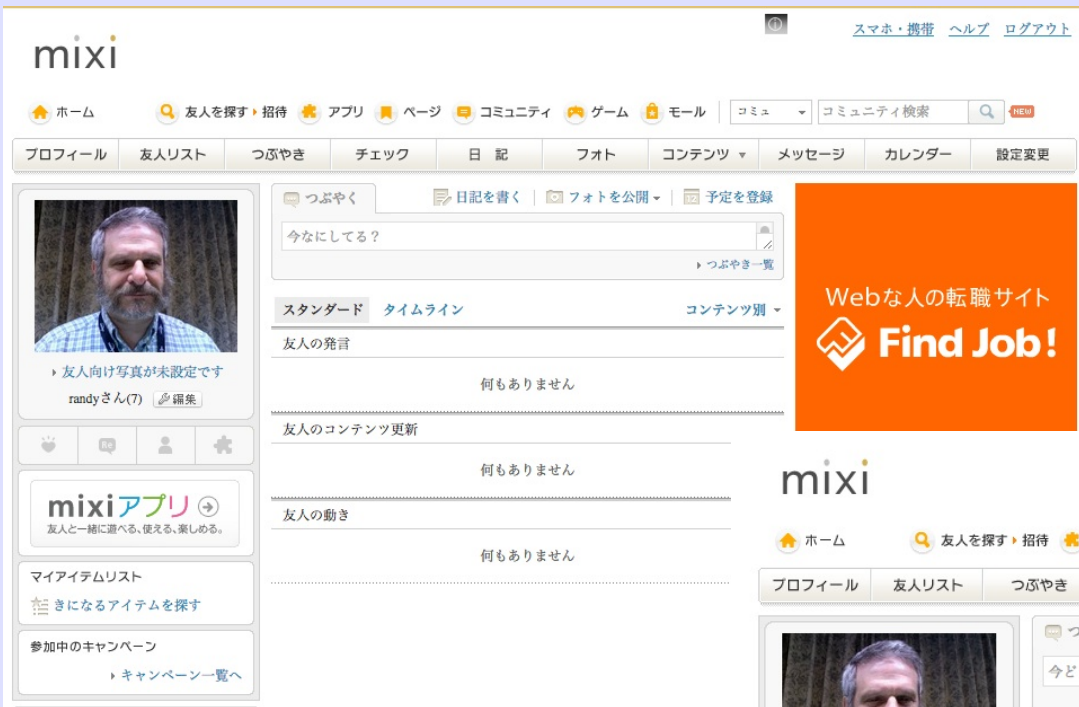 スマホ・携帯 ヘルプ ログアウト
mixi
ホーム 友人を探す 招待 アプリ ページ コミュニティ ゲーム モール コミュ コミュニティ検索 NEW
プロフィール 友人リスト つぶやき チェック 日 記 フォト コンテンツ メッセージ カレンダー 設定変更
つぶやく 日記を書く フォトを公開 12 予定を登録
今なにしてる?
つぶやき一覧
スタンダード タイムライン コンテンツ別
友人の発言
何もありません
友人のコンテンツ更新
何もありません
友人の動き
何もありません
友人向け写真が未設定です
randyさん(7) 編集
Re
mixiアプリ
友人と一緒に遊べる、使える、楽しめる。
マイアイテムリスト
きになるアイテムを探す
参加中のキャンペーン
キャンペーン一覧へ
Webな人の転職サイト
Find Job!
mixi
ホーム 友人を探す 招待
プロフィール 友人リスト つぶやき
つ
今ど